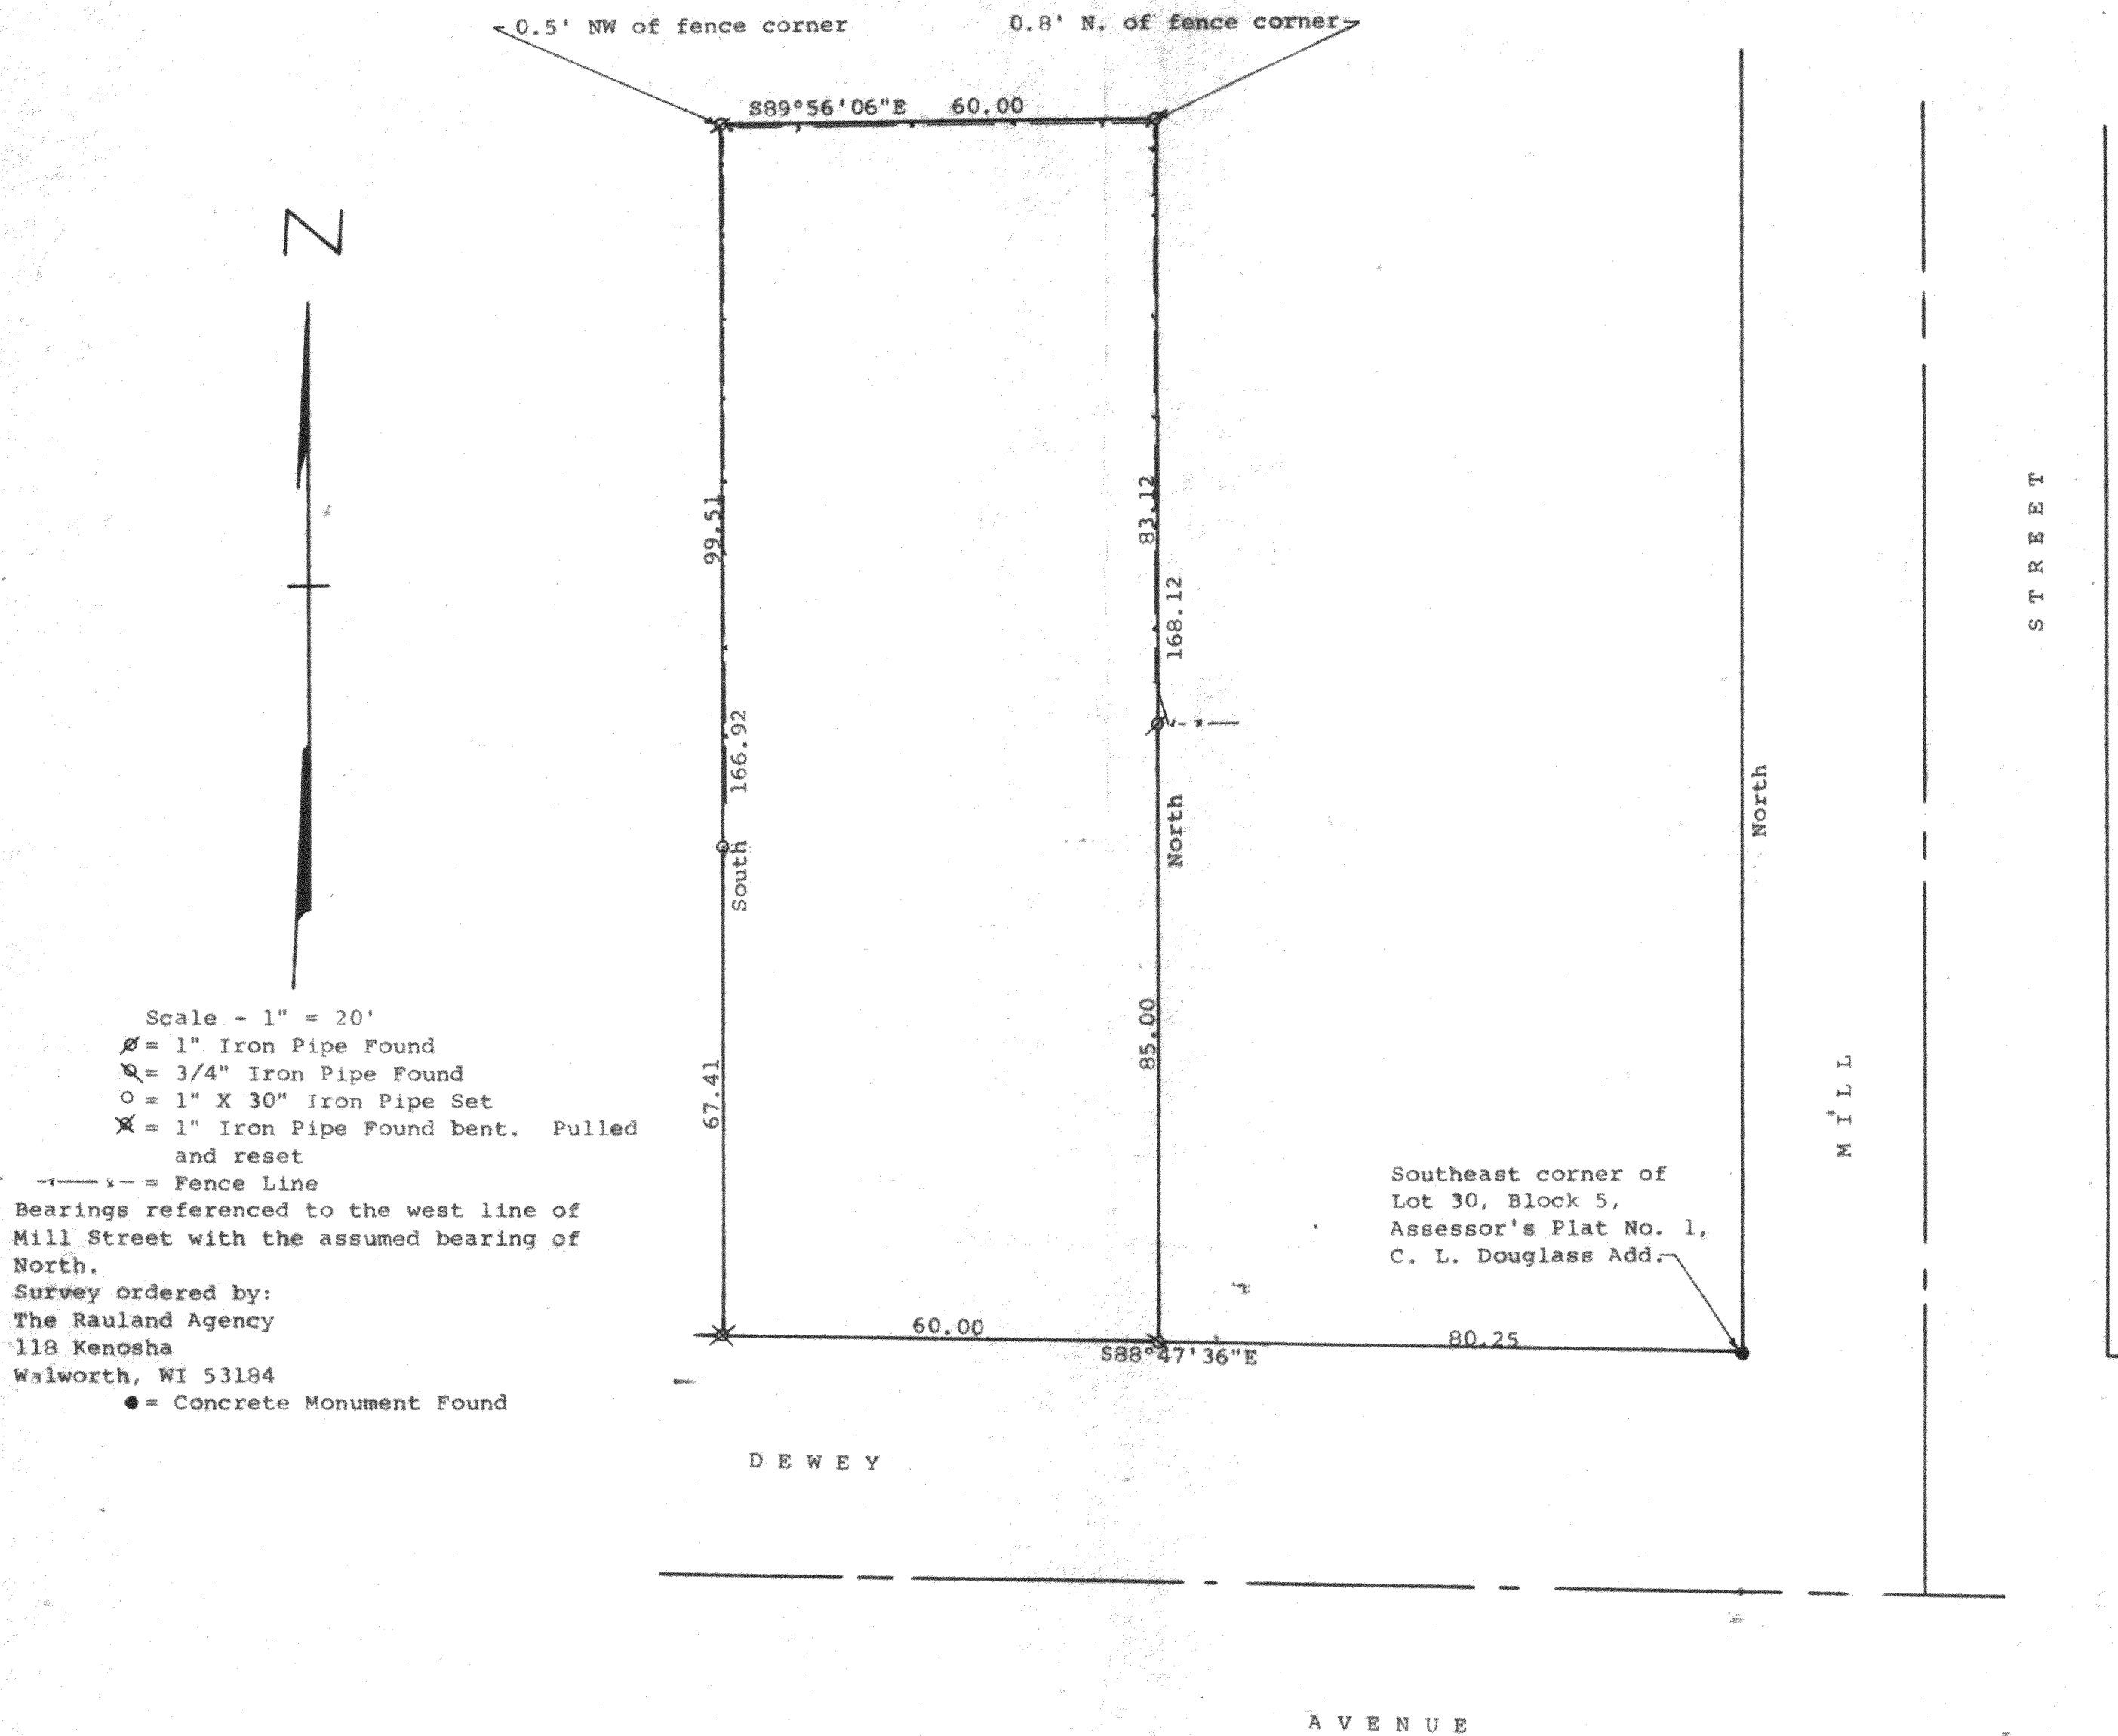 0.5' NW of fence corner
0.8' N. of fence corner
S89°56'06"E 60.00
N
99.51
83.12
168.12
166.92
South
North
North
STREET
67.41
85.00
MILL
Scale - 1" = 20'
= 1" Iron Pipe Found
= 3/4" Iron Pipe Found
= 1" X 30" Iron Pipe Set
= 1" Iron Pipe Found bent. Pulled
and reset
= Fence Line
Bearings referenced to the west line of
Mill Street with the assumed bearing of
North.
Survey ordered by:
The Rauland Agency
118 Kenosha
Walworth, WI 53184
= Concrete Monument Found
Southeast corner of
Lot 30, Block 5,
Assessor's Plat No. 1,
C. L. Douglass Add.
60.00
80.25
S88°47'36"E
DEWEY
AVENUE